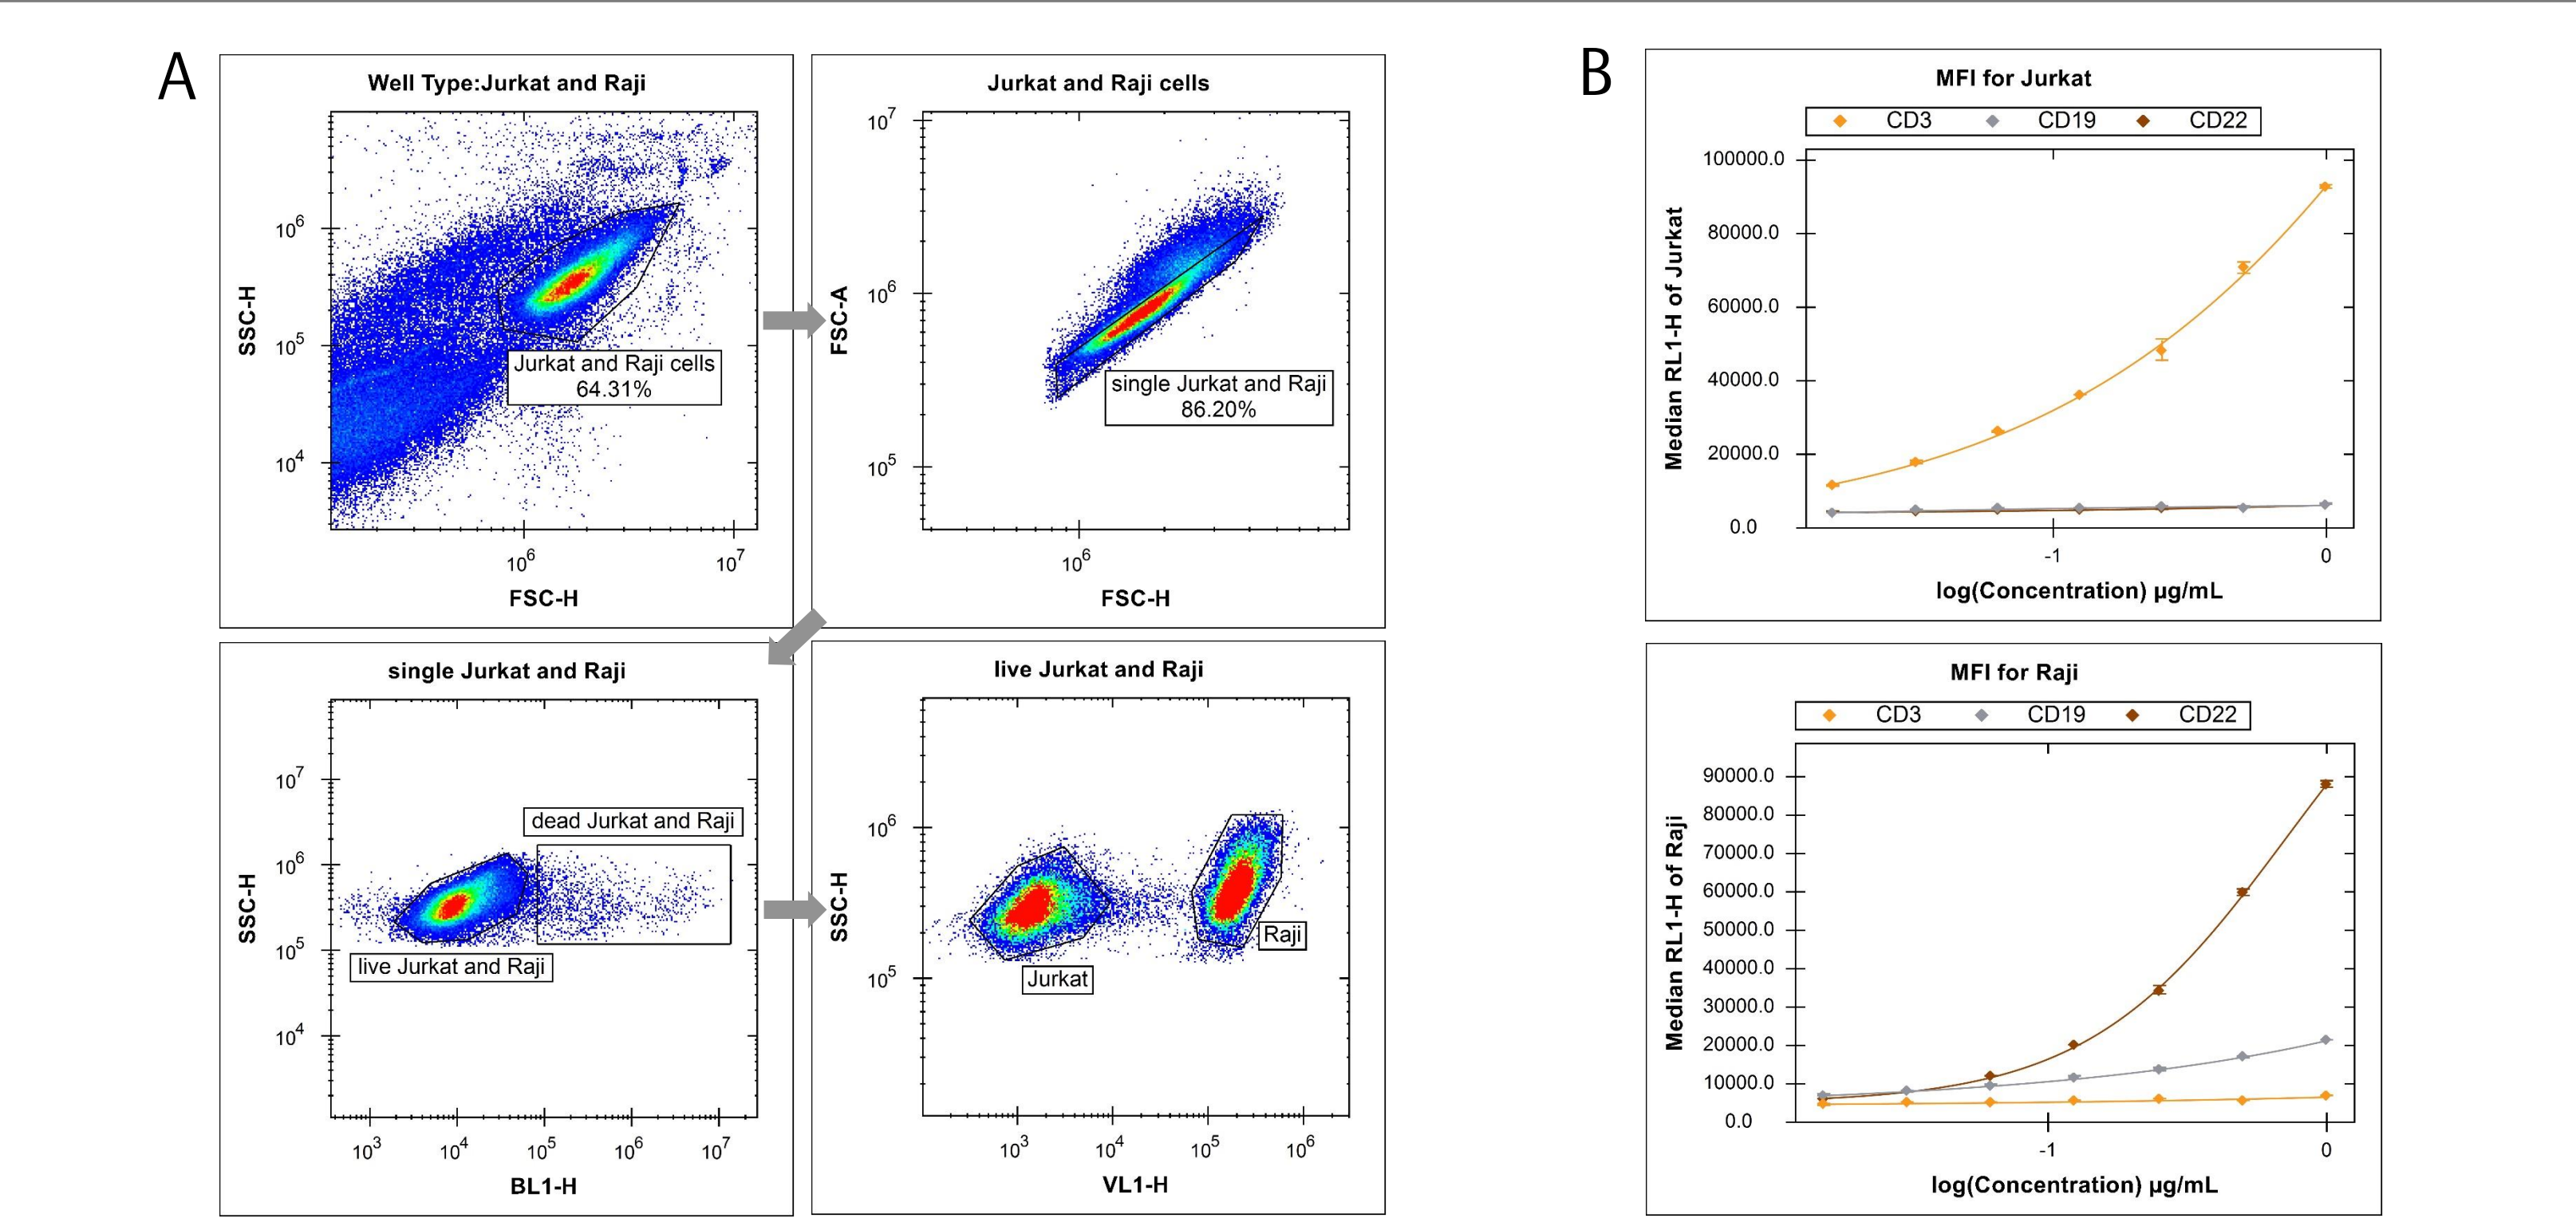 A
Well Type:Jurkat and Raji
SSC-H
10^6
10^5
10^4
Jurkat and Raji cells
64.31%
10^6
10^7
FSC-H
Jurkat and Raji cells
FSC-A
10^7
10^6
10^5
single Jurkat and Raji
86.20%
10^6
FSC-H
single Jurkat and Raji
SSC-H
10^7
10^6
10^5
10^4
dead Jurkat and Raji
live Jurkat and Raji
10^3
10^4
10^5
10^6
10^7
BL1-H
live Jurkat and Raji
SSC-H
10^6
10^5
Raji
Jurkat
10^3
10^4
10^5
10^6
VL1-H
B
MFI for Jurkat
CD3 CD19 CD22
Median RL1-H of Jurkat
100000.0
80000.0
60000.0
40000.0
20000.0
0.0
-1
0
log(Concentration) µg/mL
MFI for Raji
CD3 CD19 CD22
Median RL1-H of Raji
90000.0
80000.0
70000.0
60000.0
50000.0
40000.0
30000.0
20000.0
10000.0
0.0
-1
0
log(Concentration) µg/mL